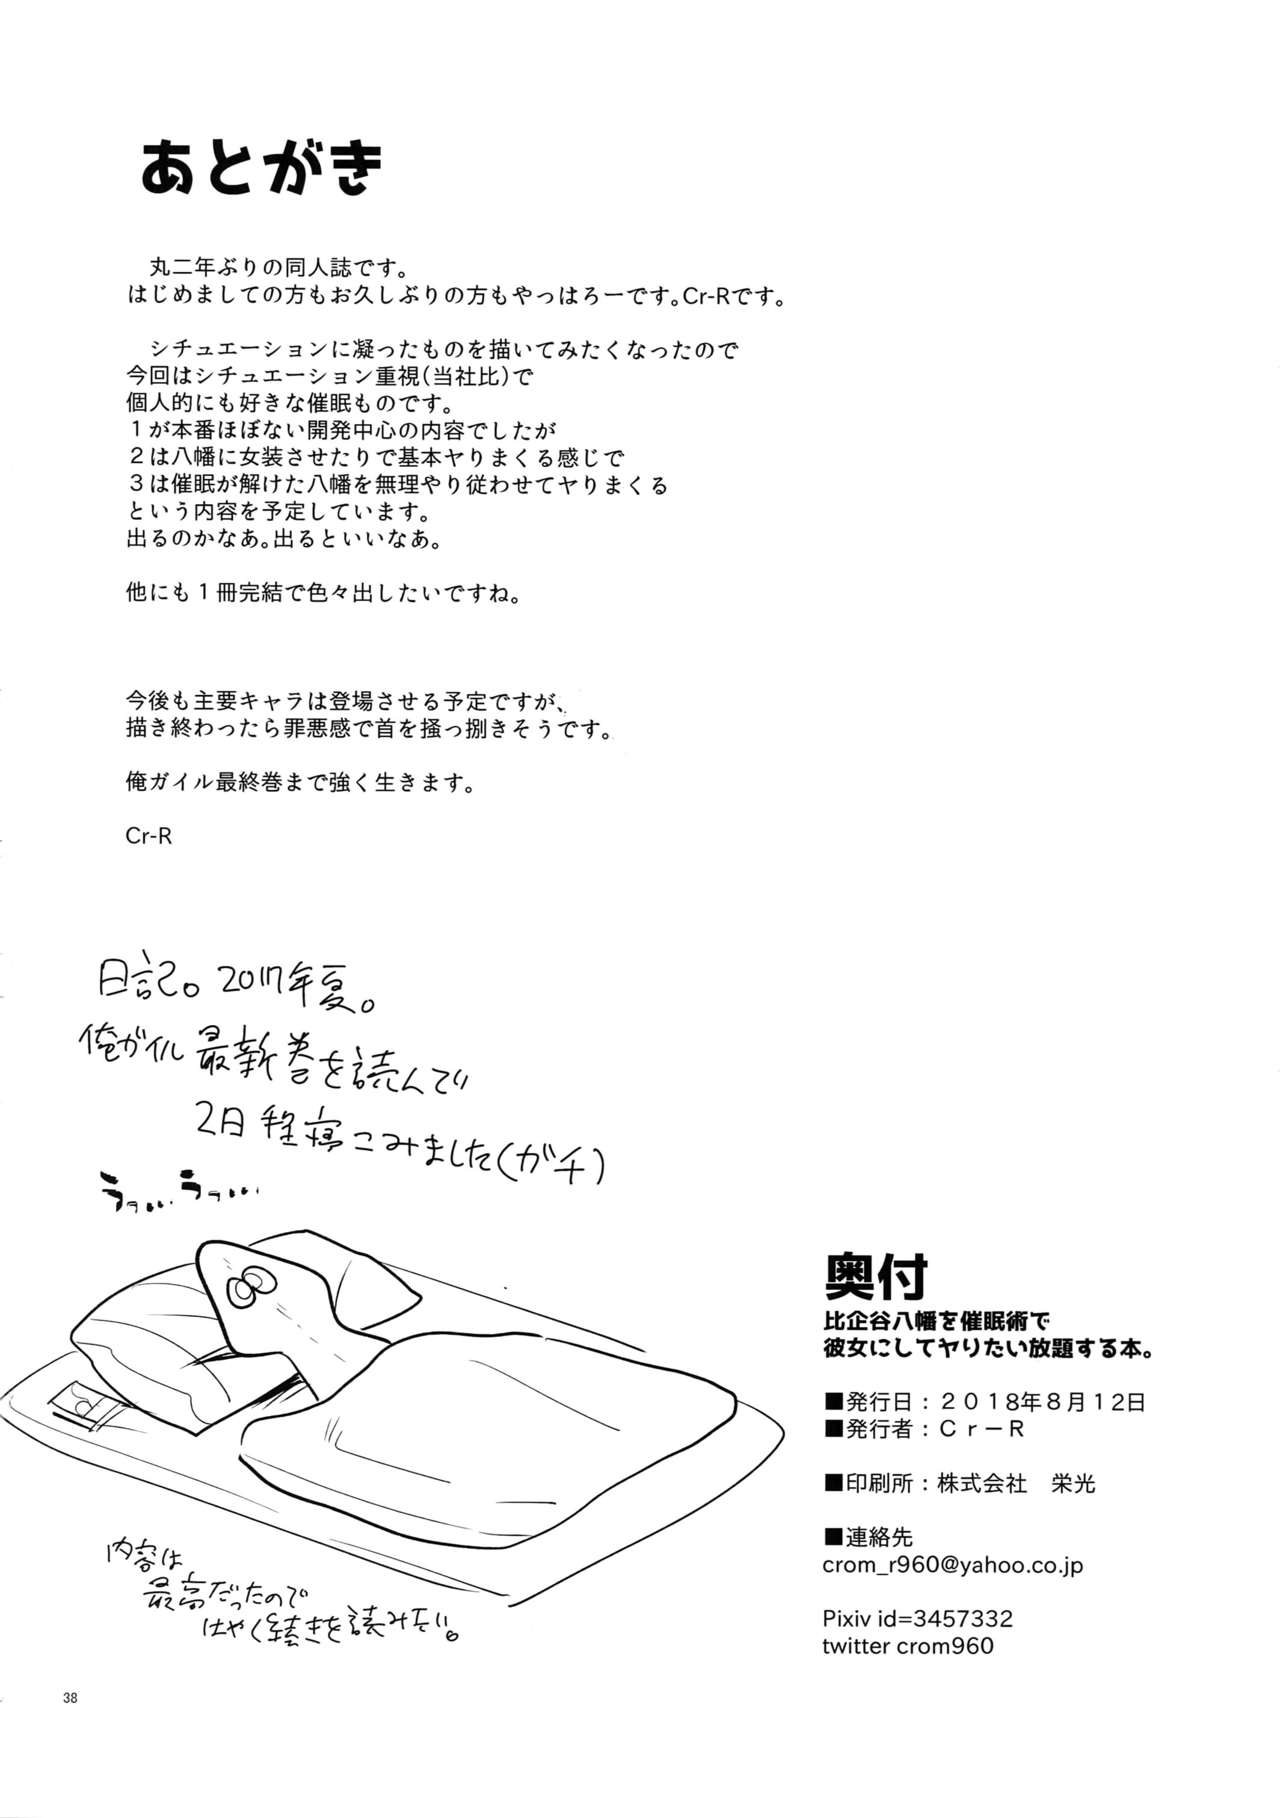 あとがき
丸二年ぶりの同人誌です。
はじめましての方もお久しぶりの方もやっはろーです。Cr-Rです。
シチュエーションに凝ったものを描いてみたくなったので
今回はシチュエーション重視(当社比)で
個人的にも好きな催眠ものです。
1が本番ほぼない開発中心の内容でしたが
2は八幡に女装させたりで基本ヤりまくる感じで
3は催眠が解けた八幡を無理やり従わせてヤりまくる
という内容を予定しています。
出るのかなあ。出るといいなあ。
他にも1冊完結で色々出したいですね。
今後も主要キャラは登場させる予定ですが、
描き終わったら罪悪感で首を掻っ捌きそうです。
俺ガイル最終巻まで強く生きます。
Cr-R
日記。2017年夏。
俺ガイル最新巻を読んで
2日程寝こみました(ガチ)
うっ…うっ…
内容は
最高だったので
はやく続きを読みたい。
奥付
比企谷八幡を催眠術で
彼女にしてヤりたい放題する本。
■発行日：2018年8月12日
■発行者：Cr－R
■印刷所：株式会社　栄光
■連絡先
crom_r960@yahoo.co.jp
Pixiv id=3457332
twitter crom960
38